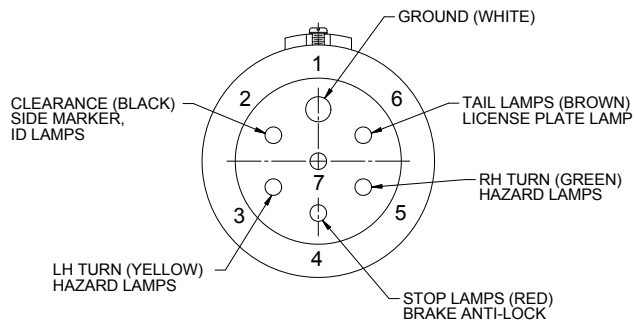 GROUND (WHITE)
1
2
6
CLEARANCE (BLACK)
SIDE MARKER,
ID LAMPS
TAIL LAMPS (BROWN)
LICENSE PLATE LAMP
7
RH TURN (GREEN)
HAZARD LAMPS
3
5
4
LH TURN (YELLOW)
HAZARD LAMPS
STOP LAMPS (RED)
BRAKE ANTI-LOCK